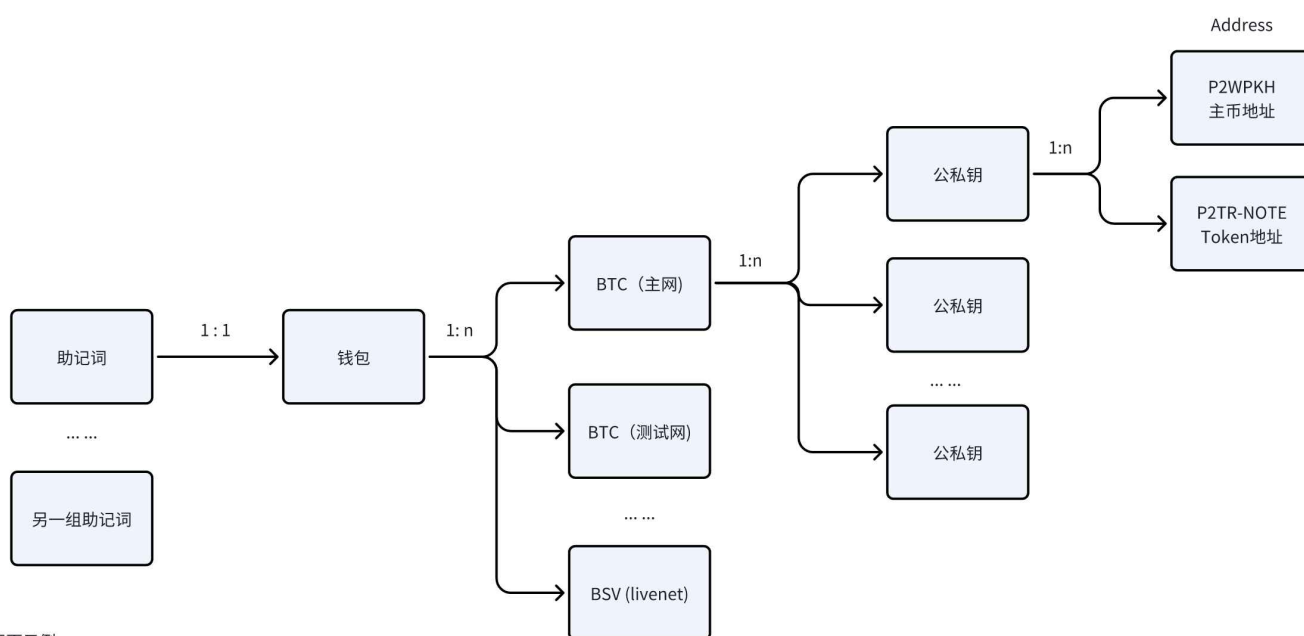 Address
P2WPKH
主币地址
1:n
公私钥
P2TR-NOTE
Token地址
1:n
BTC（主网)
公私钥
1 : 1
1: n
助记词
钱包
... ...
公私钥
BTC（测试网)
... ...
另一组助记词
... ...
BSV (livenet)